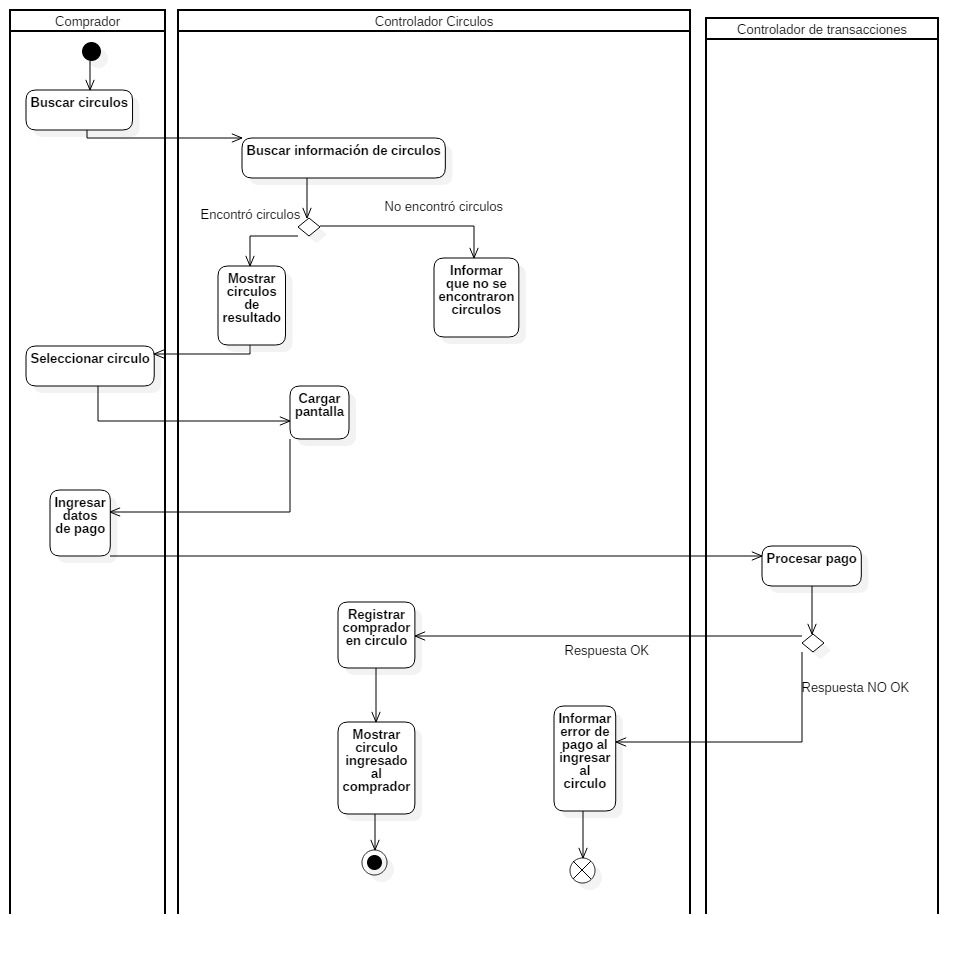 Comprador
Controlador Circulos
Controlador de transacciones
Buscar circulos
Buscar información de circulos
Encontró circulos
No encontró circulos
Mostrar
circulos
de
resultado
Informar
que no se
encontraron
circulos
Seleccionar circulo
Cargar
pantalla
Ingresar
datos
de pago
Procesar pago
Registrar
comprador
en circulo
Respuesta OK
Respuesta NO OK
Mostrar
circulo
ingresado
al
comprador
Informar
error de
pago al
ingresar
al
circulo